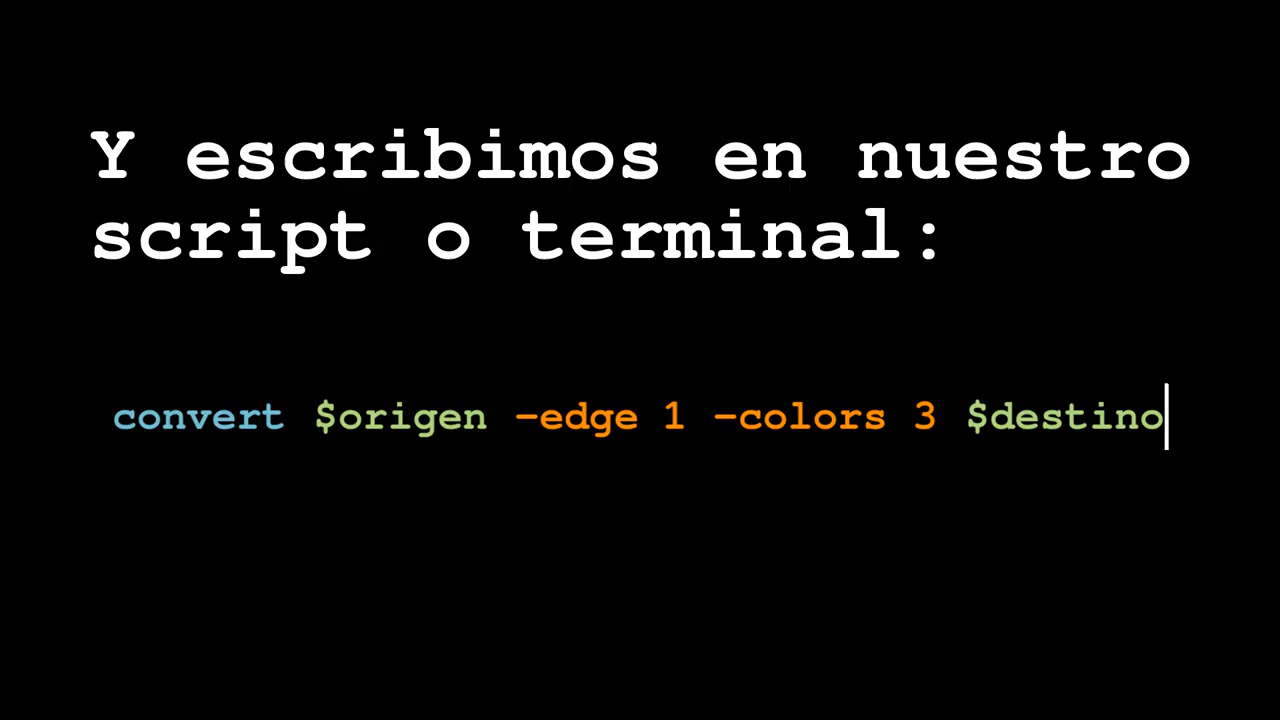 Y escribimos en nuestro
script o terminal:
convert $origen –edge 1 –colors 3 $destino